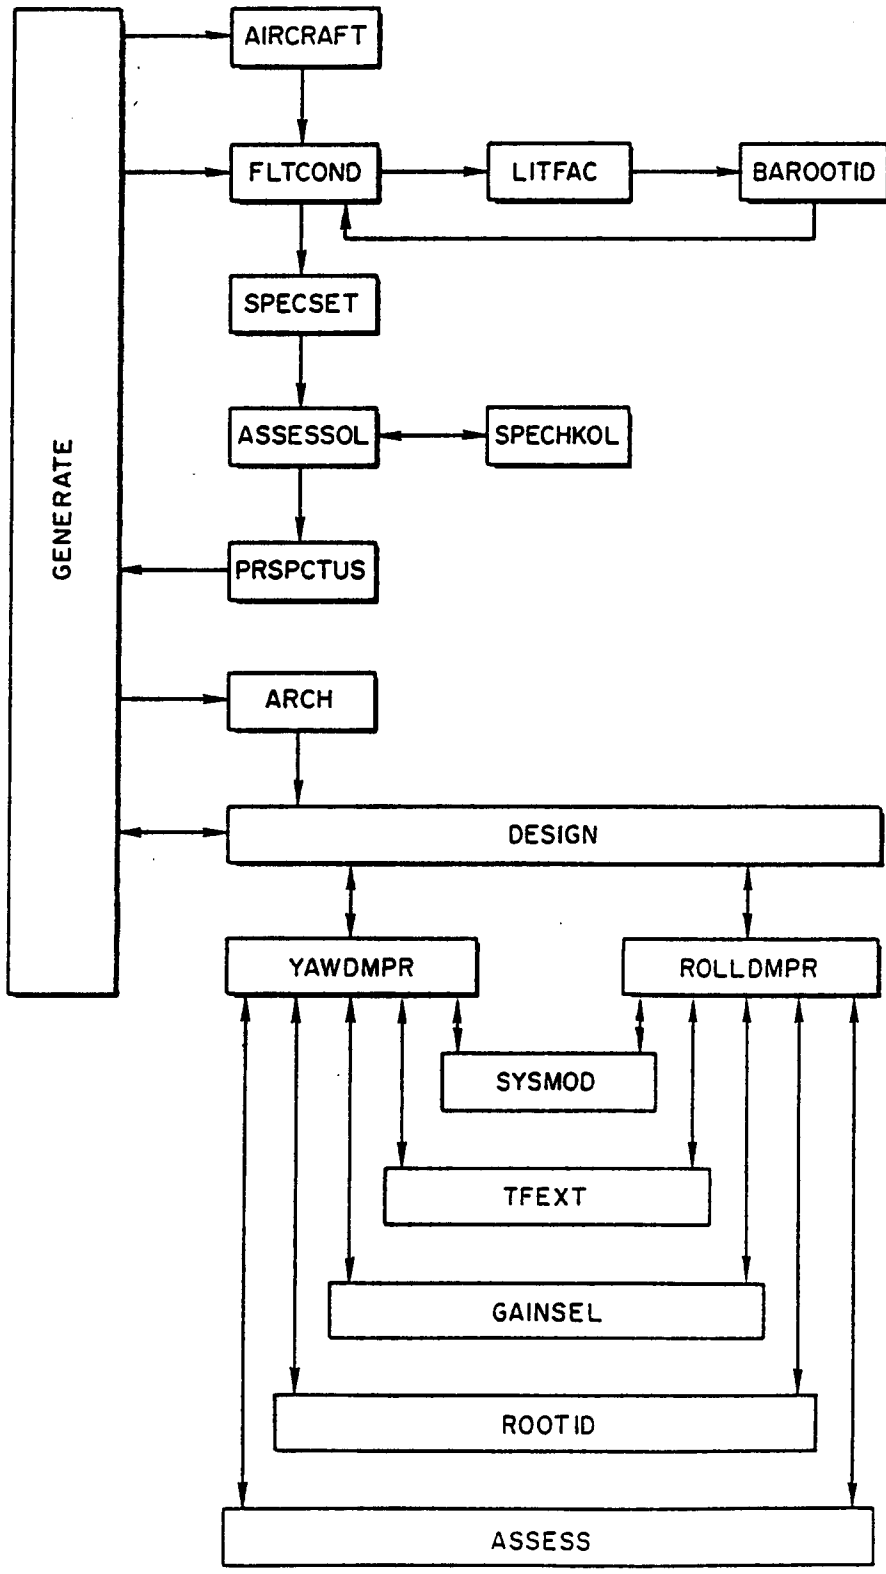 GENERATE
AIRCRAFT
FLTCOND
LITFAC
BAROOTID
SPECSET
ASSESSOL
SPECHKOL
PRSPCTUS
ARCH
DESIGN
YAWDMPR
ROLLDMPR
SYSMOD
TFEXT
GAINSEL
ROOTID
ASSESS